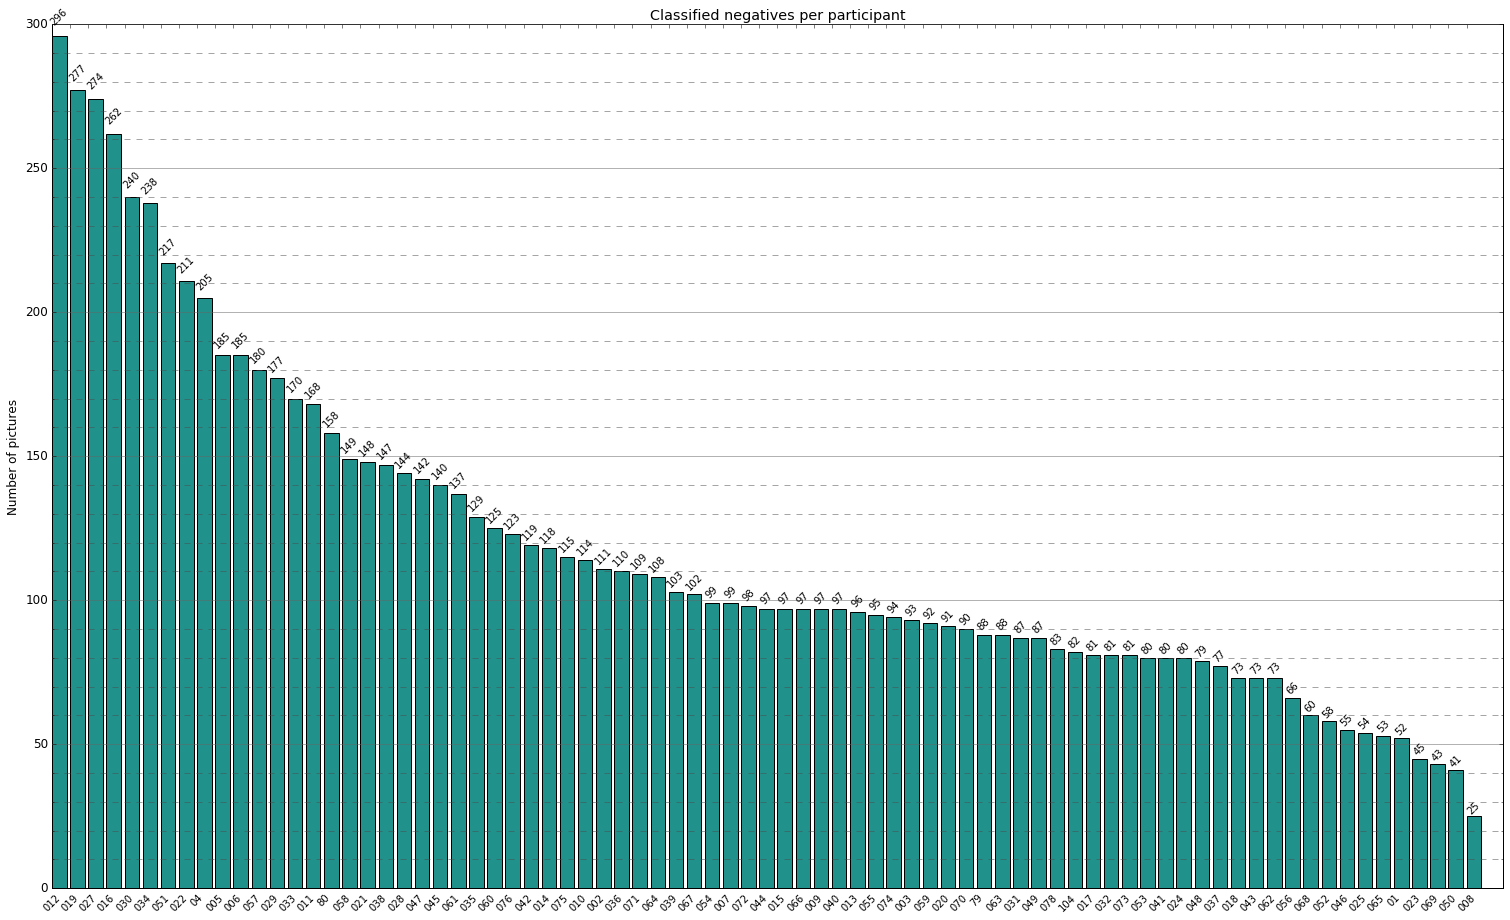 Classified negatives per participant
Number of pictures
300
250
200
150
100
50
0
296 277 274 262 240 238 217 211 205 185 185 180 177 170 168 158 149 148 147 144 142 140 137 129 125 123 119 118 115 114 111 110 109 108 103 102 99 99 98 97 97 97 97 97 96 95 94 93 92 91 90 88 88 87 87 83 82 81 81 81 80 80 80 79 77 73 73 73 66 60 58 55 54 53 52 45 43 41 25
012 019 027 016 030 034 051 022 04 005 006 057 029 033 011 80 058 021 038 028 047 045 061 035 060 076 042 014 075 010 002 036 071 064 039 067 054 007 072 044 015 066 009 040 013 055 074 003 059 020 070 79 063 031 049 078 104 017 032 073 053 041 024 048 037 018 043 062 056 068 052 046 025 065 01 023 069 050 008